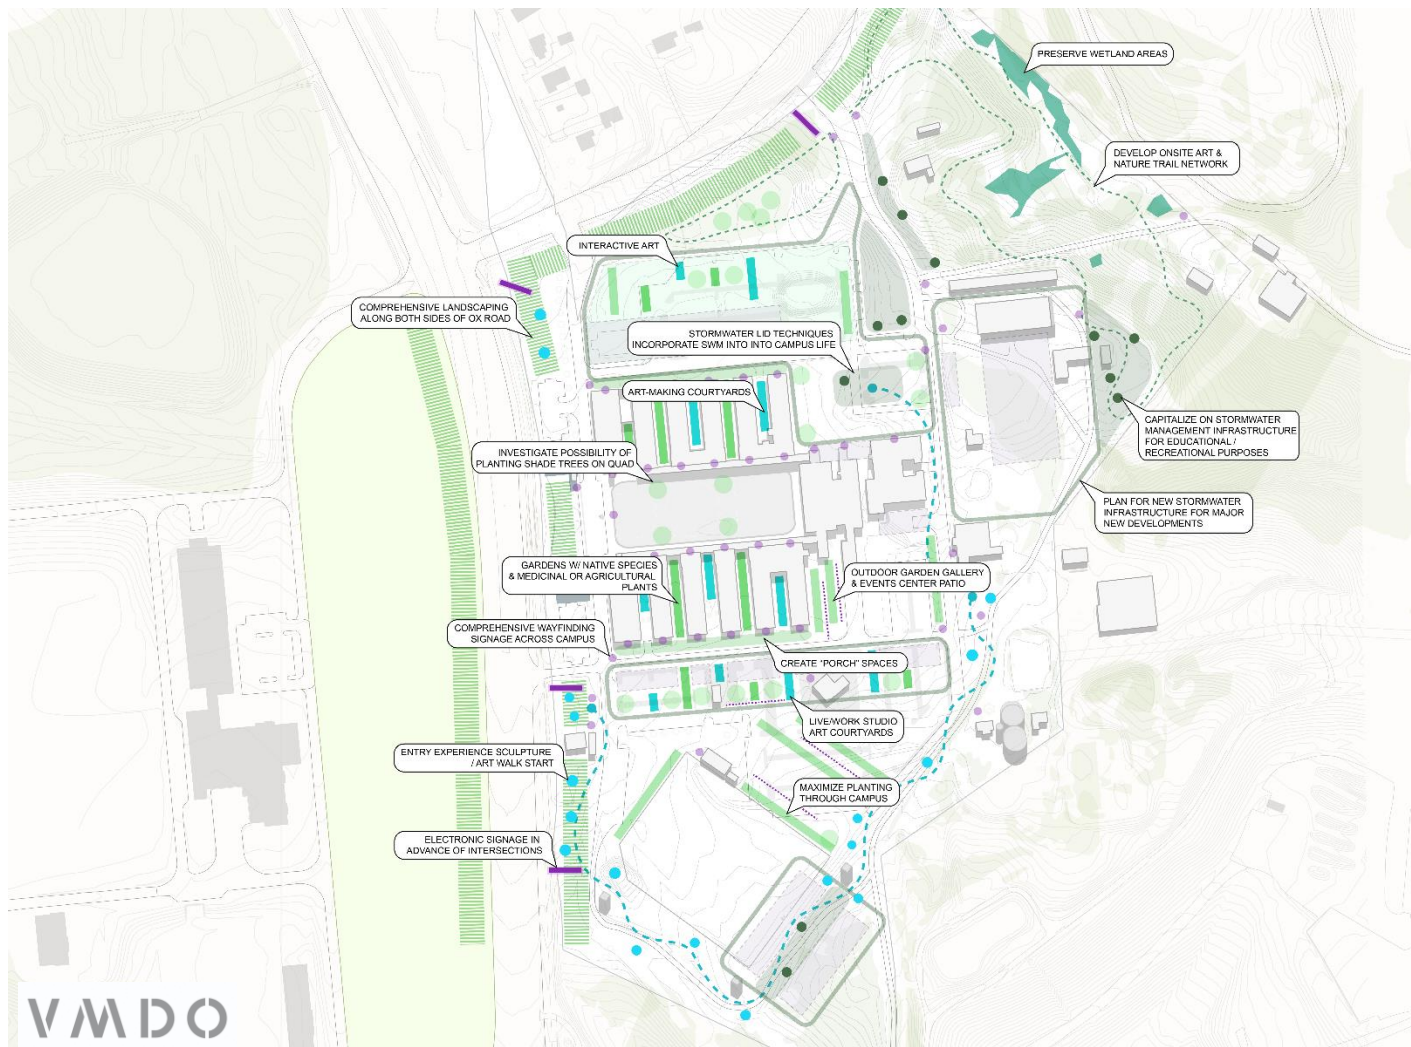 PRESERVE WETLAND AREAS
DEVELOP ONSITE ART &
NATURE TRAIL NETWORK
INTERACTIVE ART
COMPREHENSIVE LANDSCAPING
ALONG BOTH SIDES OF OX ROAD
STORMWATER LID TECHNIQUES
INCORPORATE SWM INTO INTO CAMPUS LIFE
ART-MAKING COURTYARDS
CAPITALIZE ON STORMWATER
MANAGEMENT INFRASTRUCTURE
FOR EDUCATIONAL /
RECREATIONAL PURPOSES
INVESTIGATE POSSIBILITY OF
PLANTING SHADE TREES ON QUAD
PLAN FOR NEW STORMWATER
INFRASTRUCTURE FOR MAJOR
NEW DEVELOPMENTS
GARDENS W/ NATIVE SPECIES
& MEDICINAL OR AGRICULTURAL
PLANTS
OUTDOOR GARDEN GALLERY
& EVENTS CENTER PATIO
COMPREHENSIVE WAYFINDING
SIGNAGE ACROSS CAMPUS
CREATE "PORCH" SPACES
LIVE/WORK STUDIO
ART COURTYARDS
ENTRY EXPERIENCE SCULPTURE
/ ART WALK START
MAXIMIZE PLANTING
THROUGH CAMPUS
ELECTRONIC SIGNAGE IN
ADVANCE OF INTERSECTIONS
VMDO